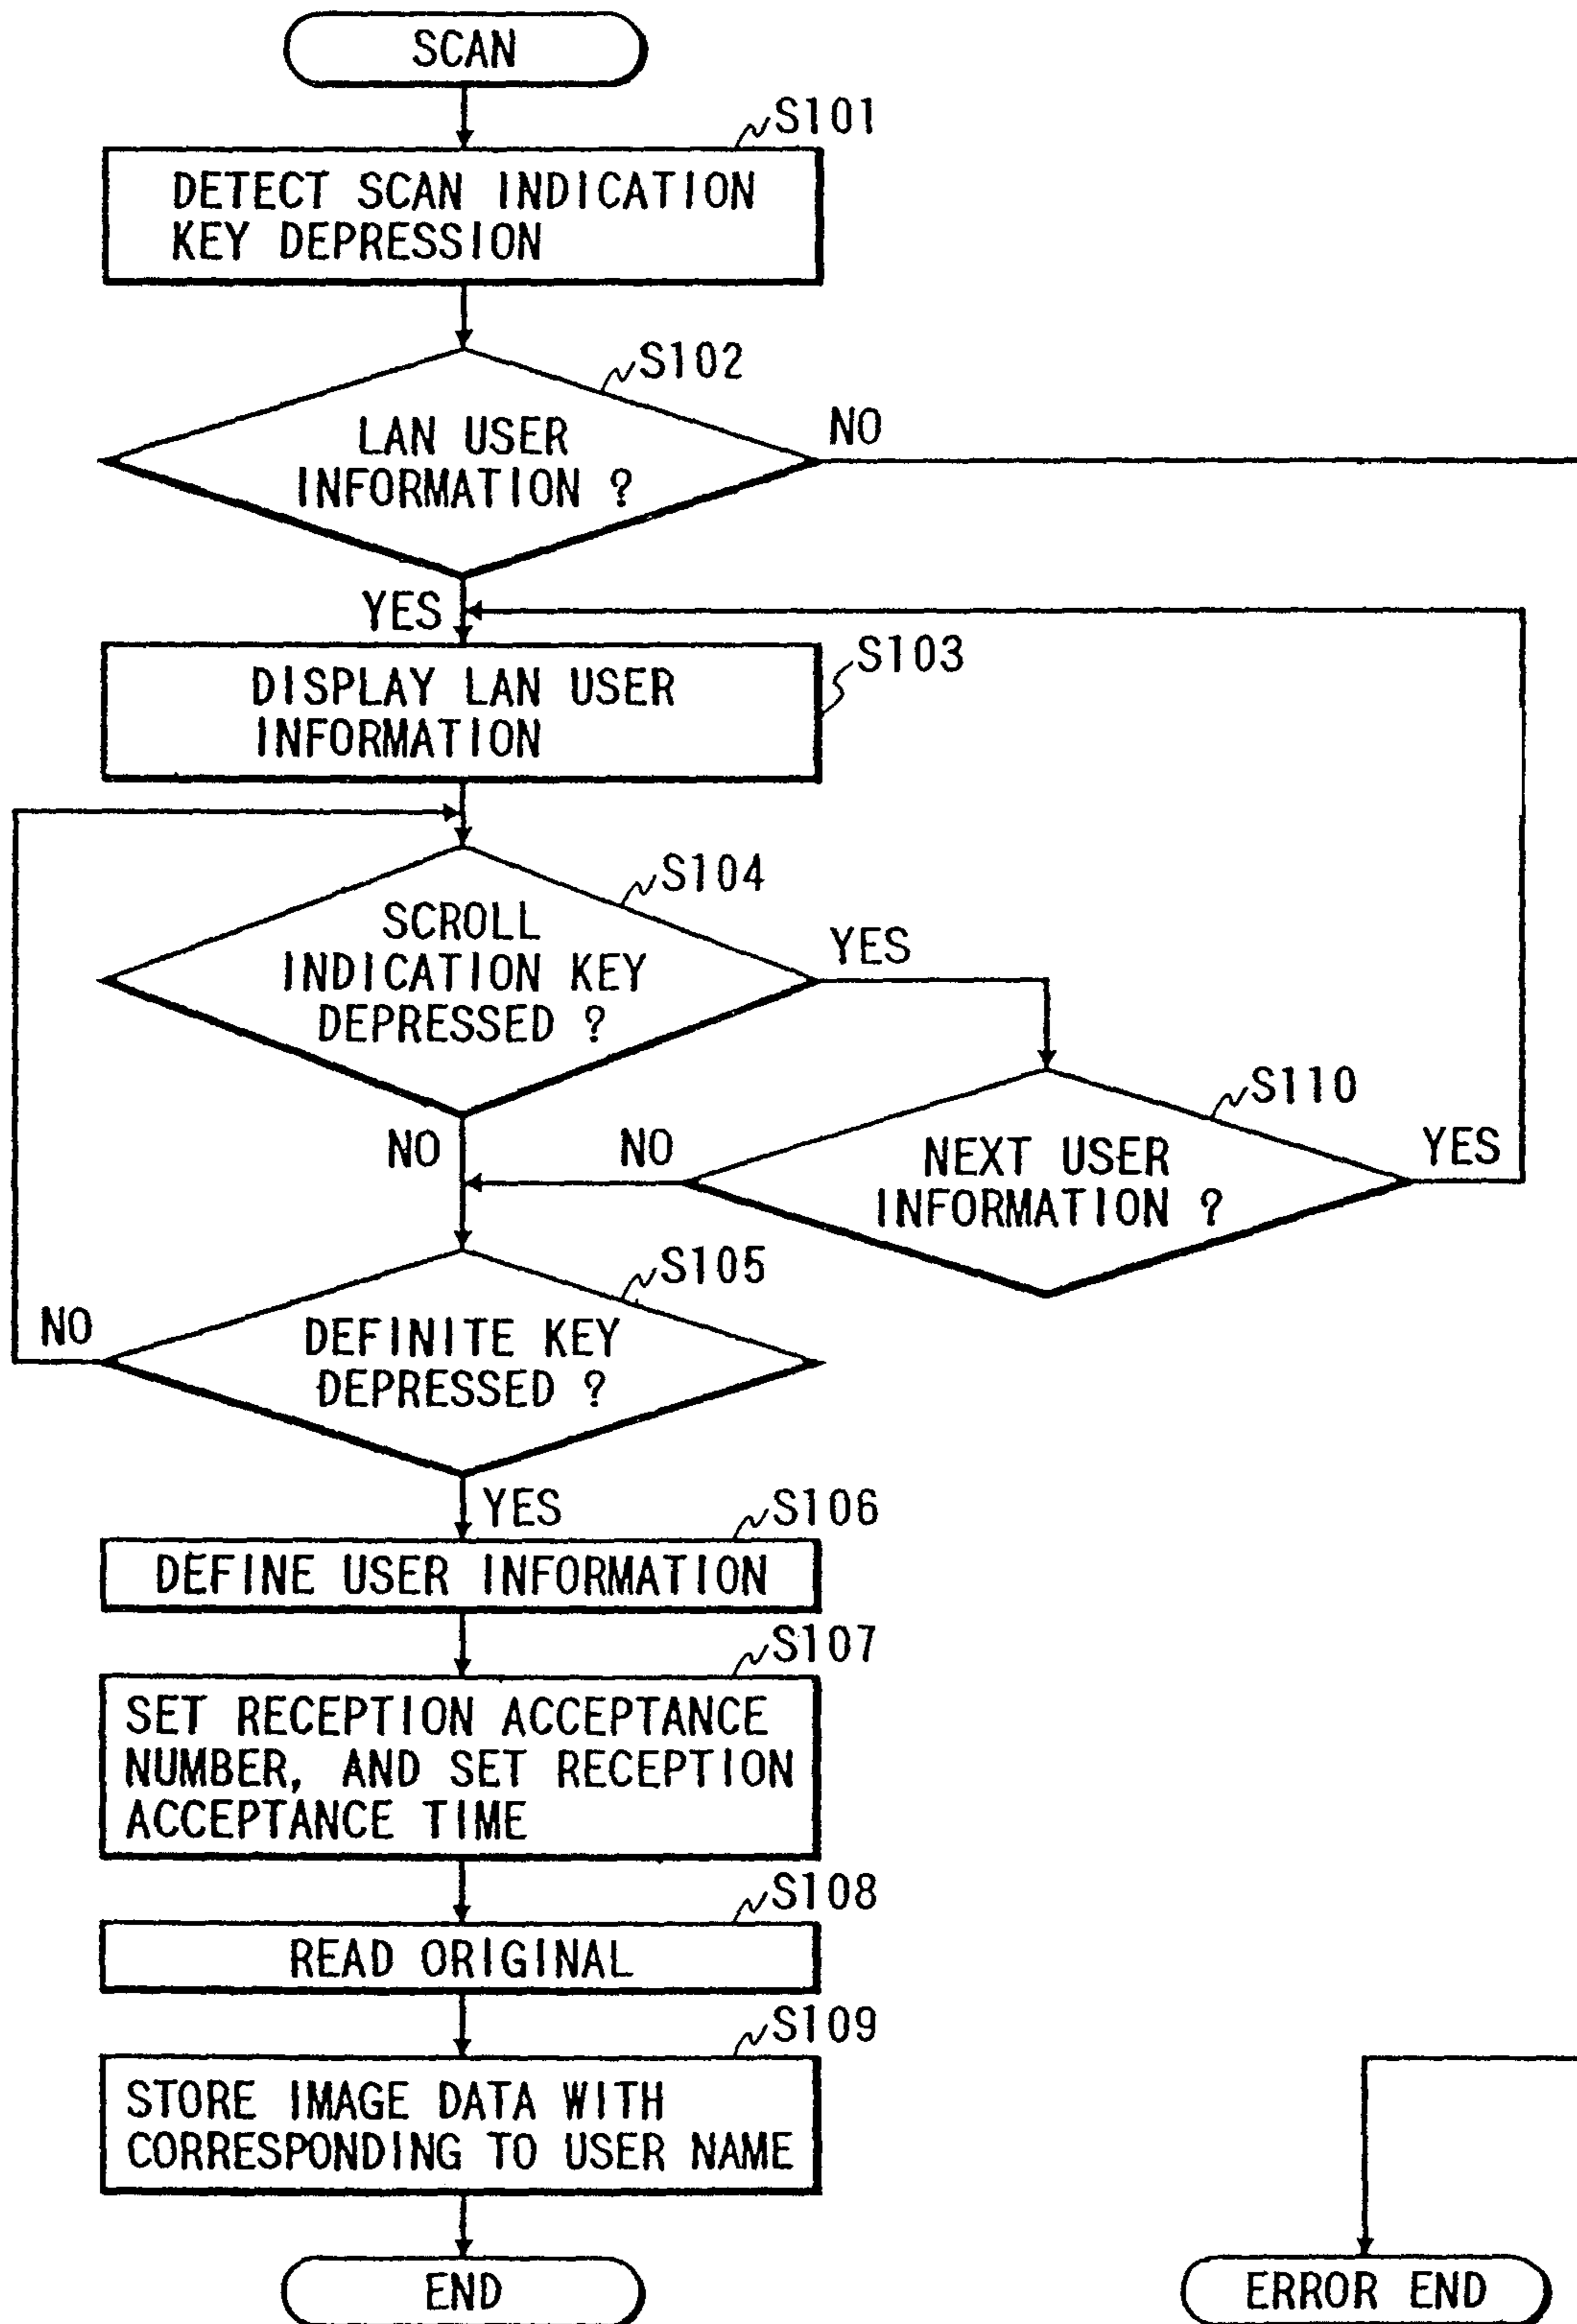 SCAN
S101
DETECT SCAN INDICATION
KEY DEPRESSION
S102
LAN USER
INFORMATION ?
NO
YES
S103
DISPLAY LAN USER
INFORMATION
S104
SCROLL
INDICATION KEY
DEPRESSED ?
YES
NO
S110
NEXT USER
INFORMATION ?
NO
YES
S105
DEFINITE KEY
DEPRESSED ?
NO
YES
S106
DEFINE USER INFORMATION
S107
SET RECEPTION ACCEPTANCE
NUMBER, AND SET RECEPTION
ACCEPTANCE TIME
S108
READ ORIGINAL
S109
STORE IMAGE DATA WITH
CORRESPONDING TO USER NAME
END
ERROR END